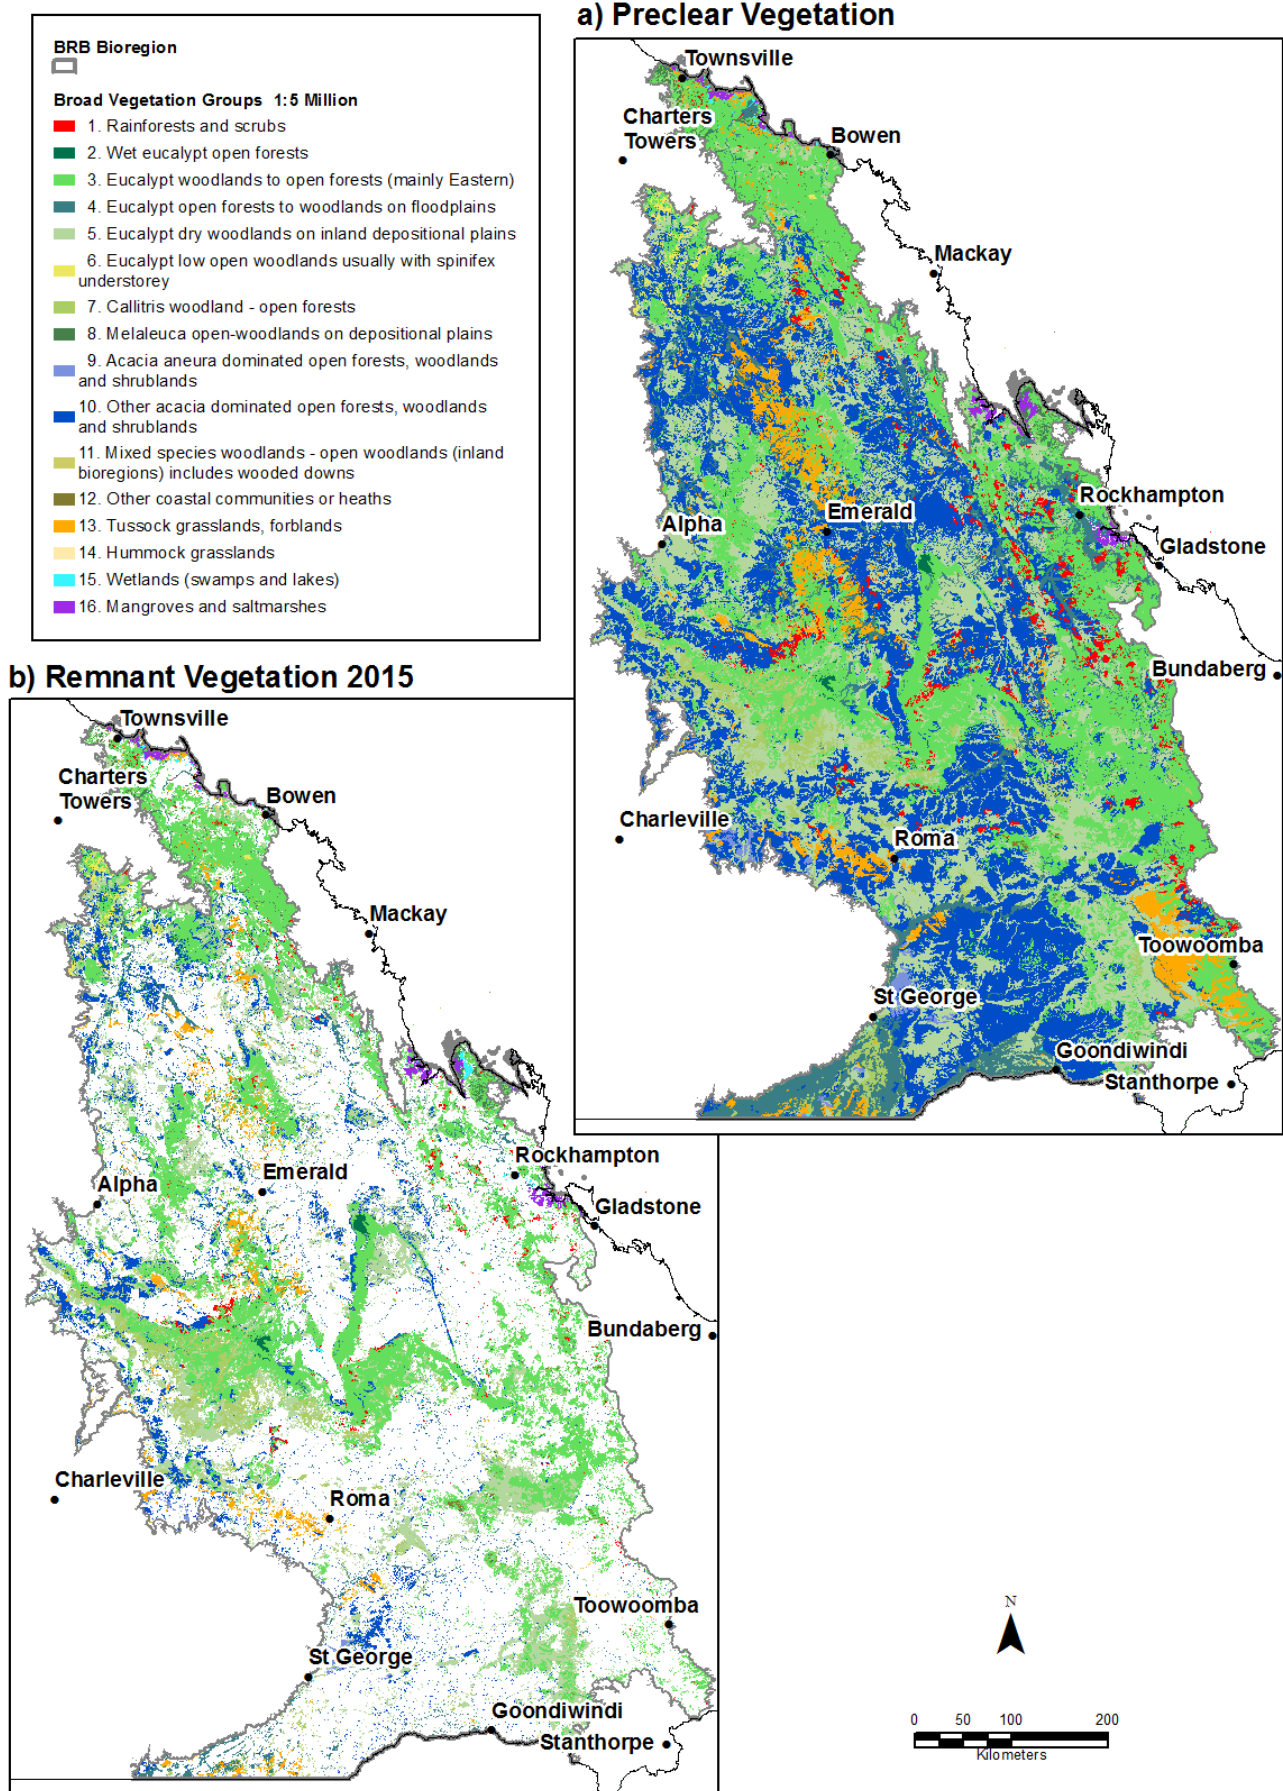 a) Preclear Vegetation
BRB Bioregion
Broad Vegetation Groups 1:5 Million
1. Rainforests and scrubs
2. Wet eucalypt open forests
3. Eucalypt woodlands to open forests (mainly Eastern)
4. Eucalypt open forests to woodlands on floodplains
5. Eucalypt dry woodlands on inland depositional plains
6. Eucalypt low open woodlands usually with spinifex
understorey
7. Callitris woodland - open forests
8. Melaleuca open-woodlands on depositional plains
9. Acacia aneura dominated open forests, woodlands
and shrublands
10. Other acacia dominated open forests, woodlands
and shrublands
11. Mixed species woodlands - open woodlands (inland
bioregions) includes wooded downs
12. Other coastal communities or heaths
13. Tussock grasslands, forblands
14. Hummock grasslands
15. Wetlands (swamps and lakes)
16. Mangroves and saltmarshes
Townsville
Charters
Towers
Bowen
Mackay
Rockhampton
Emerald
Alpha
Gladstone
Bundaberg
Charleville
Roma
Toowoomba
St George
Goondiwindi
Stanthorpe
b) Remnant Vegetation 2015
Townsville
Charters
Towers
Bowen
Mackay
Rockhampton
Emerald
Alpha
Gladstone
Bundaberg
Charleville
Roma
Toowoomba
St George
Goondiwindi
Stanthorpe
N
0 50 100 200
Kilometers